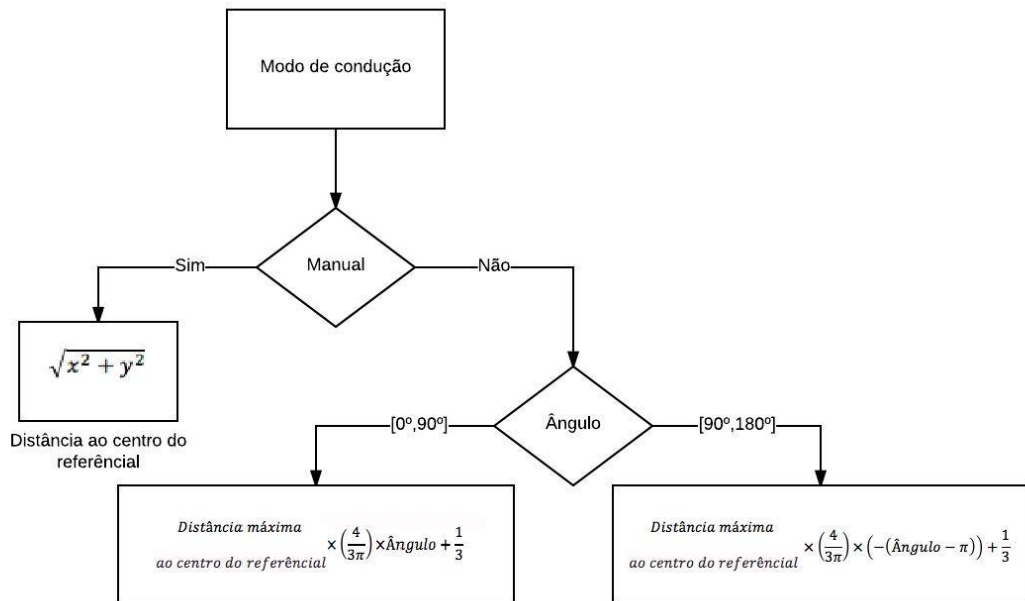 Modo de condução
Manual
Sim
Não
√(x² + y²)
Distância ao centro do
referêncial
Ângulo
[0º,90º]
[90º,180º]
Distância máxima
ao centro do referêncial × (4/3π) × Ângulo + 1/3
Distância máxima
ao centro do referêncial × (4/3π) × (−(Ângulo − π)) + 1/3